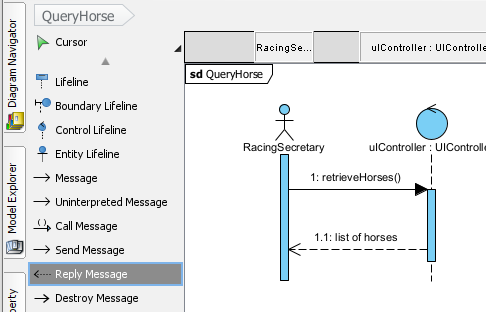 QueryHorse
Diagram Navigator
Model Explorer
perty
Cursor
Lifeline
Boundary Lifeline
Control Lifeline
Entity Lifeline
Message
Uninterpreted Message
Call Message
Send Message
Reply Message
Destroy Message
RacingSe...
uIController : UIControlle
sd QueryHorse
RacingSecretary
uIController : UIControlle
1: retrieveHorses()
1.1: list of horses